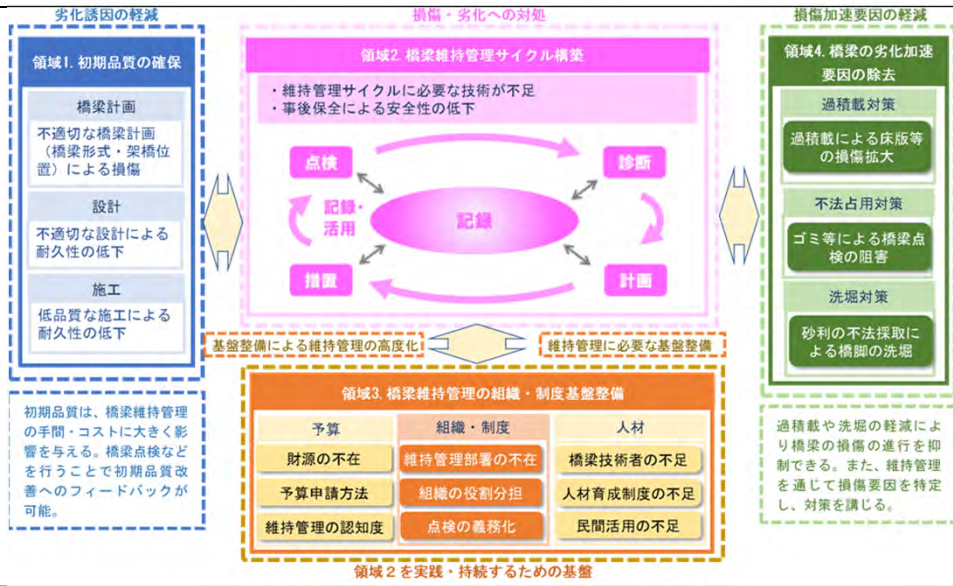 劣化誘因の軽減
領域1. 初期品質の確保
橋梁計画
不適切な橋梁計画
（橋梁形式・架橋位
置）による損傷
設計
不適切な設計による
耐久性の低下
施工
低品質な施工による
耐久性の低下
初期品質は、橋梁維持管理
の手間・コストに大きく影
響を与える。橋梁点検など
を行うことで初期品質改
善へのフィードバックが
可能。
損傷・劣化への対処
領域2. 橋梁維持管理サイクル構築
・維持管理サイクルに必要な技術が不足
・事後保全による安全性の低下
点検
診断
記録・
活用
記録
措置
計画
基盤整備による維持管理の高度化
維持管理に必要な基盤整備
領域3. 橋梁維持管理の組織・制度基盤整備
予算
財源の不在
予算申請方法
維持管理の認知度
組織・制度
維持管理部署の不在
組織の役割分担
点検の義務化
人材
橋梁技術者の不足
人材育成制度の不足
民間活用の不足
領域２を実践・持続するための基盤
損傷加速要因の軽減
領域4. 橋梁の劣化加速
要因の除去
過積載対策
過積載による床版等
の損傷拡大
不法占用対策
ゴミ等による橋梁点
検の阻害
洗堀対策
砂利の不法採取に
よる橋脚の洗堀
過積載や洗堀の軽減によ
り橋梁の損傷の進行を抑
制できる。また、維持管理
を通じて損傷要因を特定
し、対策を講じる。